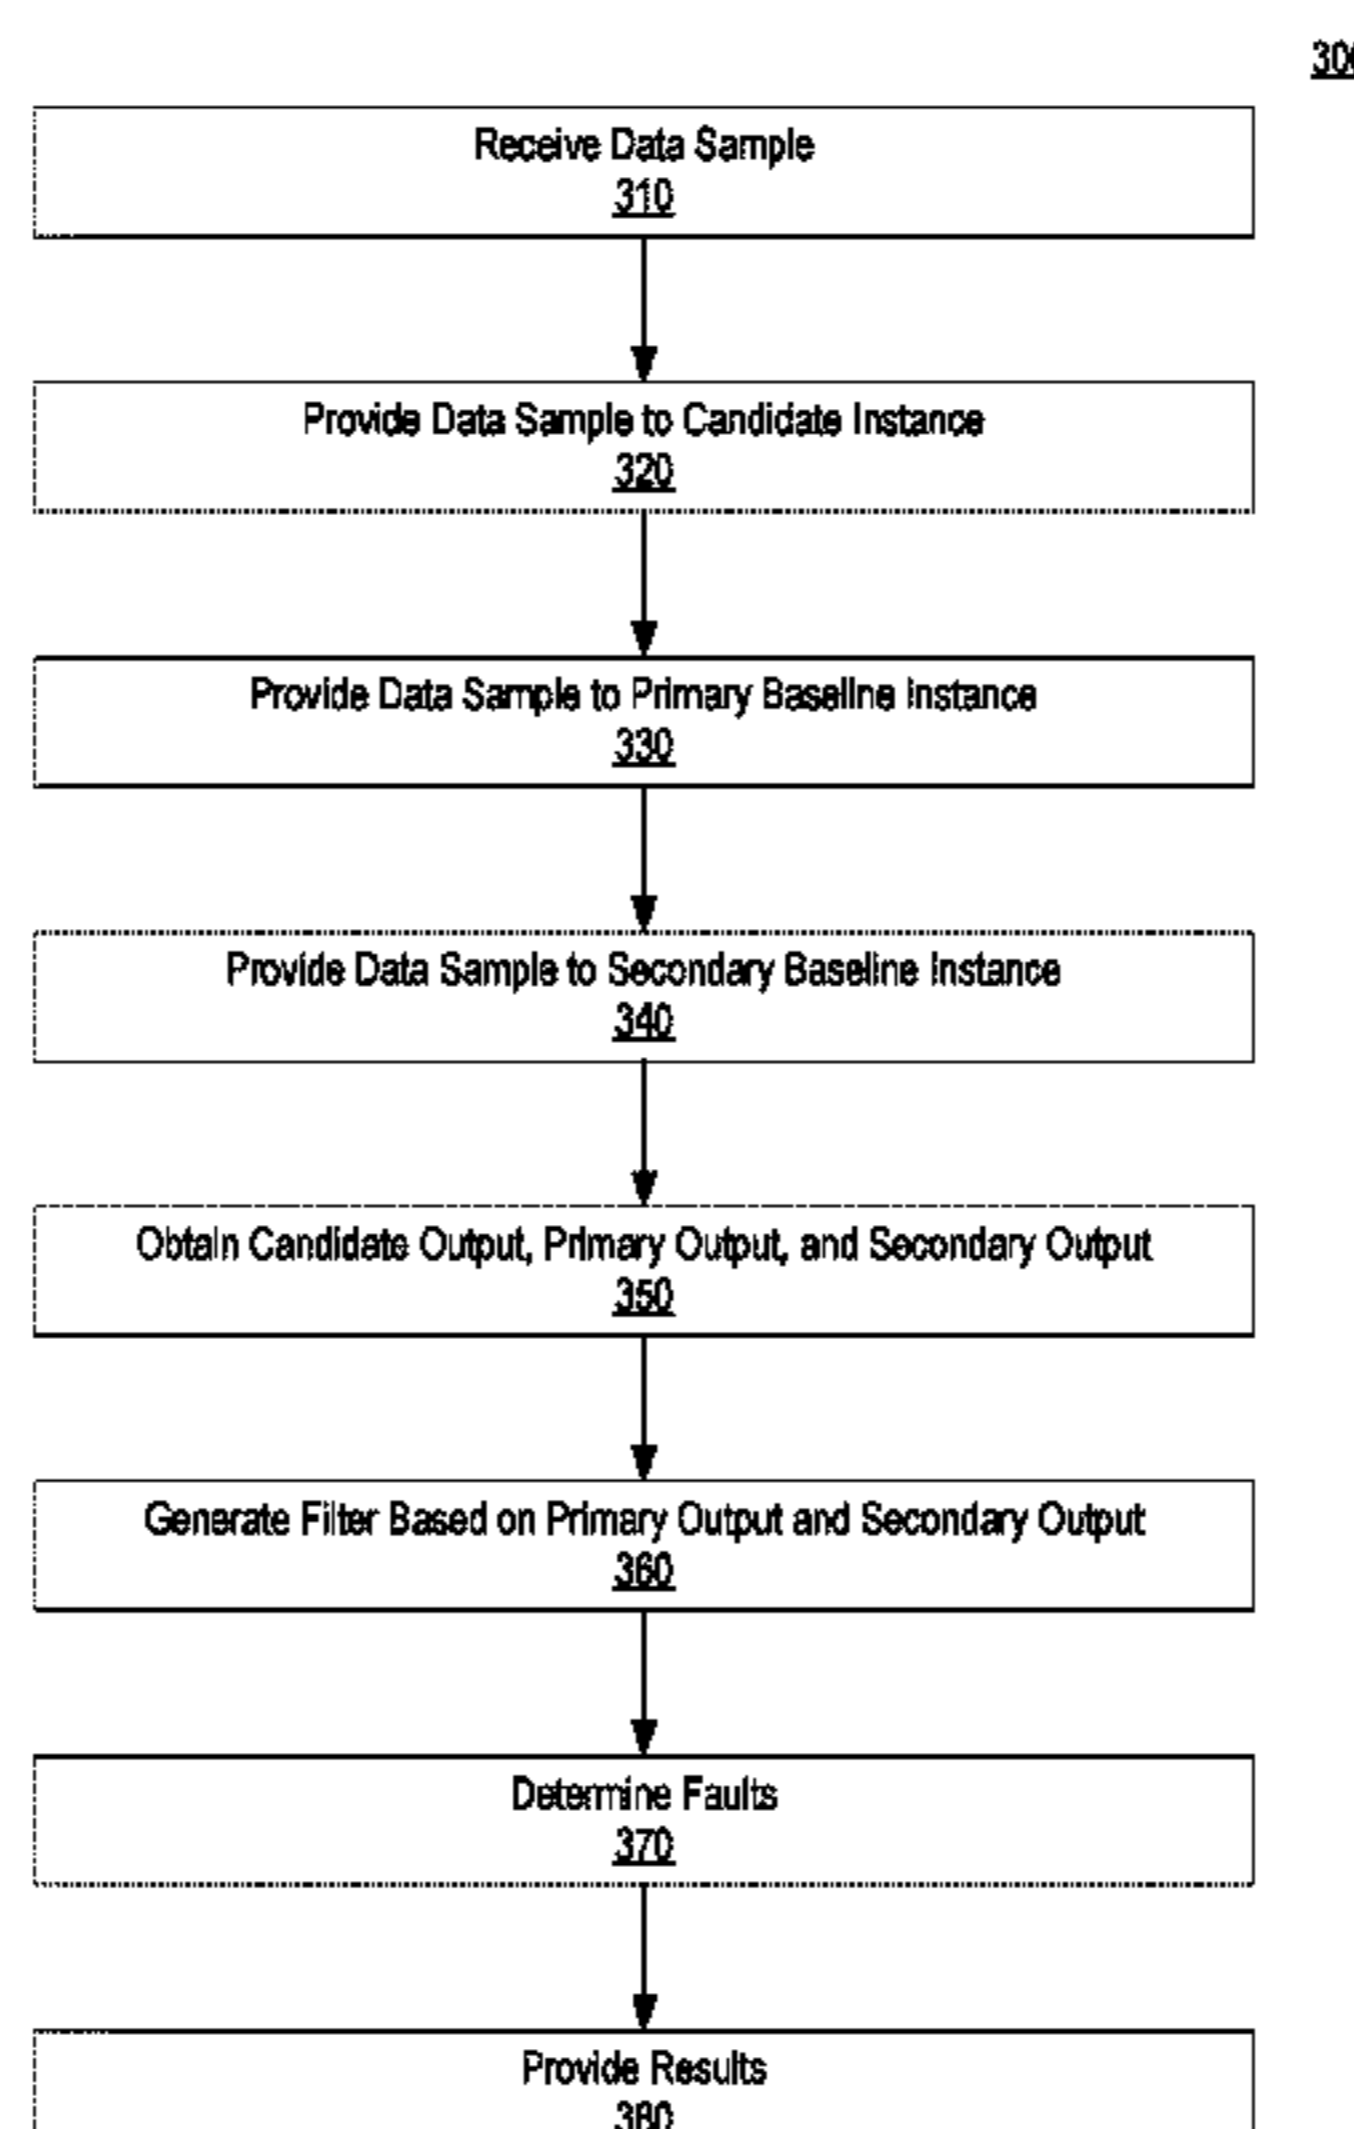 Receive Data Sample
310
Provide Data Sample to Candidate Instance
320
Provide Data Sample to Primary Baseline Instance
330
Provide Data Sample to Secondary Baseline Instance
340
Obtain Candidate Output, Primary Output, and Secondary Output
350
Generate Filter Based on Primary Output and Secondary Output
360
Determine Faults
370
Provide Results
380